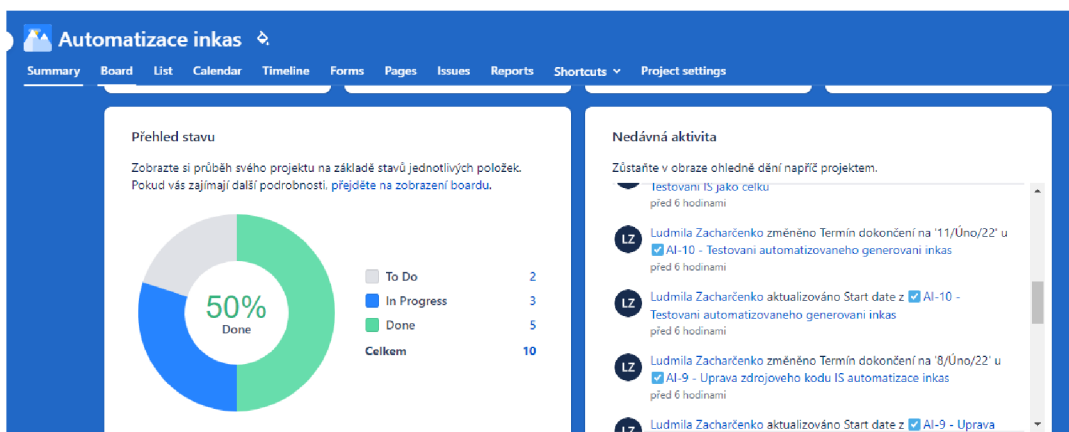 Automatizace inkas
Summary Board List Calendar Timeline Forms Pages Issues Reports Shortcuts Project settings
Přehled stavu
Zobrazte si průběh svého projektu na základě stavů jednotlivých položek.
Pokud vás zajímají další podrobnosti, přejděte na zobrazení boardu.
50%
Done
To Do 2
In Progress 3
Done 5
Celkem 10
Nedávná aktivita
Zůstaňte v obraze ohledně dění napříč projektem.
Testovani IS jako celku
před 6 hodinami
LZ
Ludmila Zacharčenko změněno Termín dokončení na '11/Úno/22' u
AI-10 - Testovani automatizovaneho generovani inkas
před 6 hodinami
LZ
Ludmila Zacharčenko aktualizováno Start date z AI-10 -
Testovani automatizovaneho generovani inkas
před 6 hodinami
LZ
Ludmila Zacharčenko změněno Termín dokončení na '8/Úno/22' u
AI-9 - Uprava zdrojoveho kodu IS automatizace inkas
před 6 hodinami
LZ
Ludmila Zacharčenko aktualizováno Start date z AI-9 - Uprava